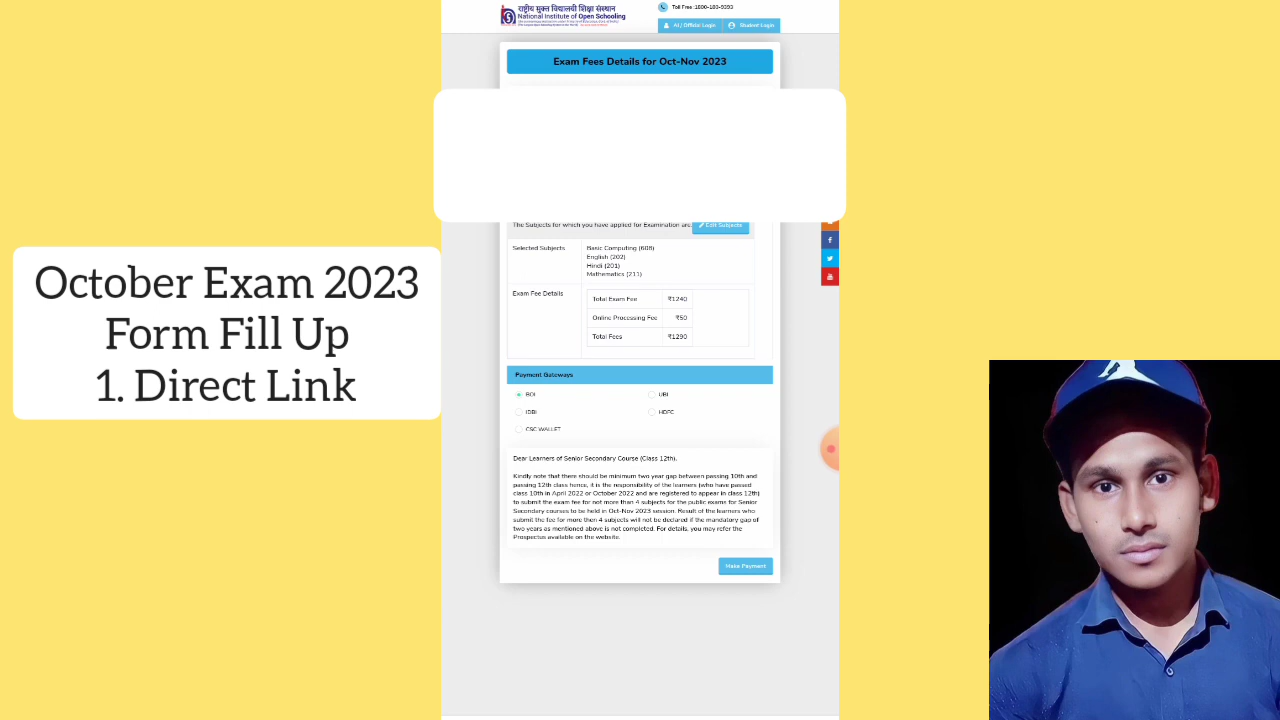 राष्ट्रीय मुक्त विद्यालयी शिक्षा संस्थान
National Institute of Open Schooling
Toll Free :1800-180-9393
AI / Official Login
Student Login
Exam Fees Details for Oct-Nov 2023
The Subjects for which you have applied for Examination are:
Edit Subjects
Selected Subjects
Basic Computing (608)
English (202)
Hindi (201)
Mathematics (211)
Exam Fee Details
Total Exam Fee ₹1240
Online Processing Fee ₹50
Total Fees ₹1290
Payment Gateways
BOI
UBI
IDBI
HDFC
CSC WALLET
Dear Learners of Senior Secondary Course (Class 12th).
Kindly note that there should be minimum two year gap between passing 10th and
passing 12th class hence, it is the responsibility of the learners (who have passed
class 10th in April 2022 or October 2022 and are registered to appear in class 12th)
to submit the exam fee for not more than 4 subjects for the public exams for Senior
Secondary courses to be held in Oct-Nov 2023 session. Result of the learners who
submit the fee for more then 4 subjects will not be declared if the mandatory gap of
two years as mentioned above is not completed. For details, you may refer the
Prospectus available on the website.
Make Payment
October Exam 2023
Form Fill Up
1. Direct Link